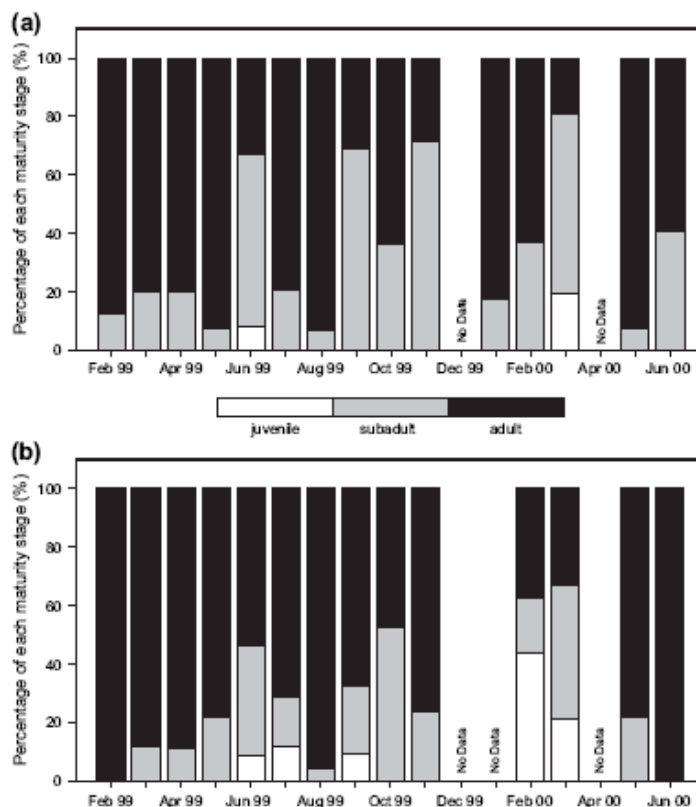 (a)
Percentage of each maturity stage (%)
100
80
60
40
20
0
No Data
No Data
Feb 99 Apr 99 Jun 99 Aug 99 Oct 99 Dec 99 Feb 00 Apr 00 Jun 00
juvenile subadult adult
(b)
Percentage of each maturity stage (%)
100
80
60
40
20
0
No Data
No Data
No Data
Feb 99 Apr 99 Jun 99 Aug 99 Oct 99 Dec 99 Feb 00 Apr 00 Jun 00